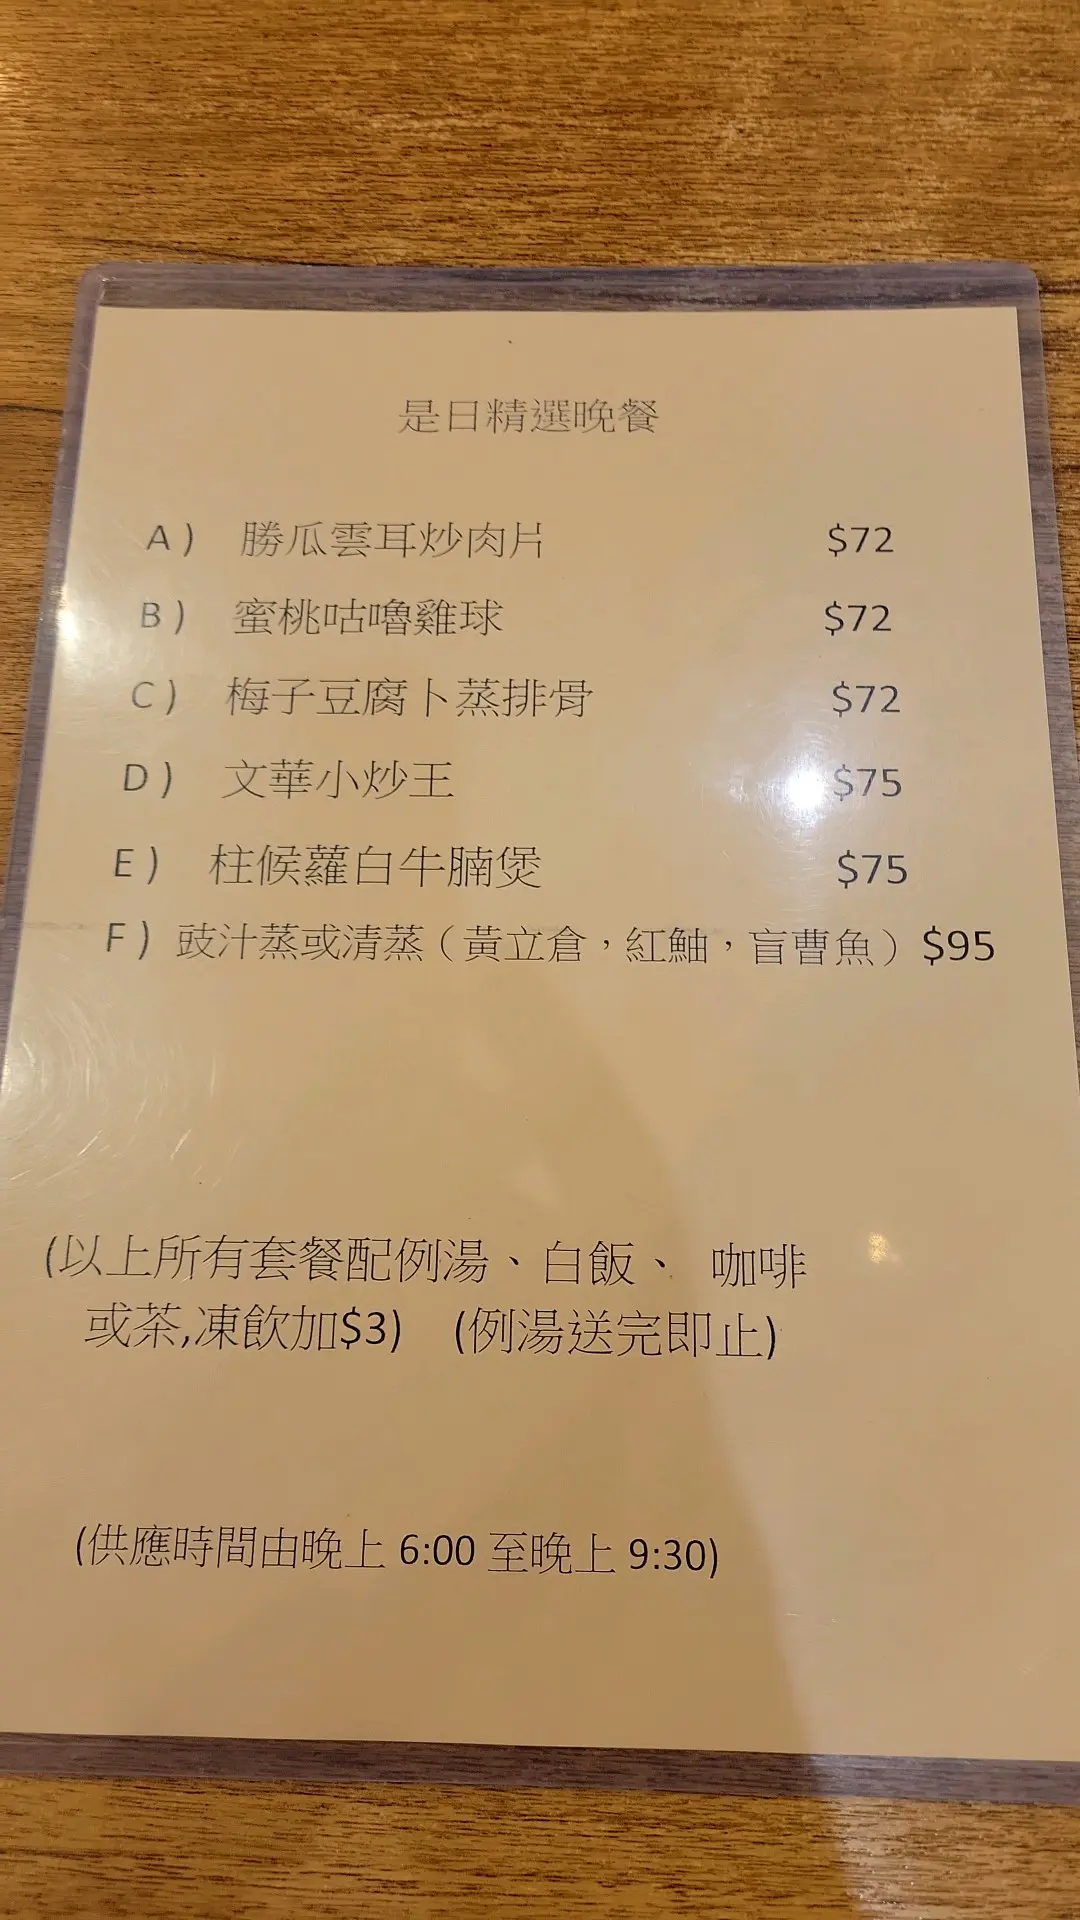 是日精選晚餐
A) 勝瓜雲耳炒肉片 $72
B) 蜜桃咕嚕雞球 $72
C) 梅子豆腐卜蒸排骨 $72
D) 文華小炒王 $75
E) 柱候蘿白牛腩煲 $75
F) 豉汁蒸或清蒸（黃立倉，紅鮋，盲曹魚） $95
(以上所有套餐配例湯、白飯、 咖啡
或茶,凍飲加$3) (例湯送完即止)
(供應時間由晚上 6:00 至晚上 9:30)